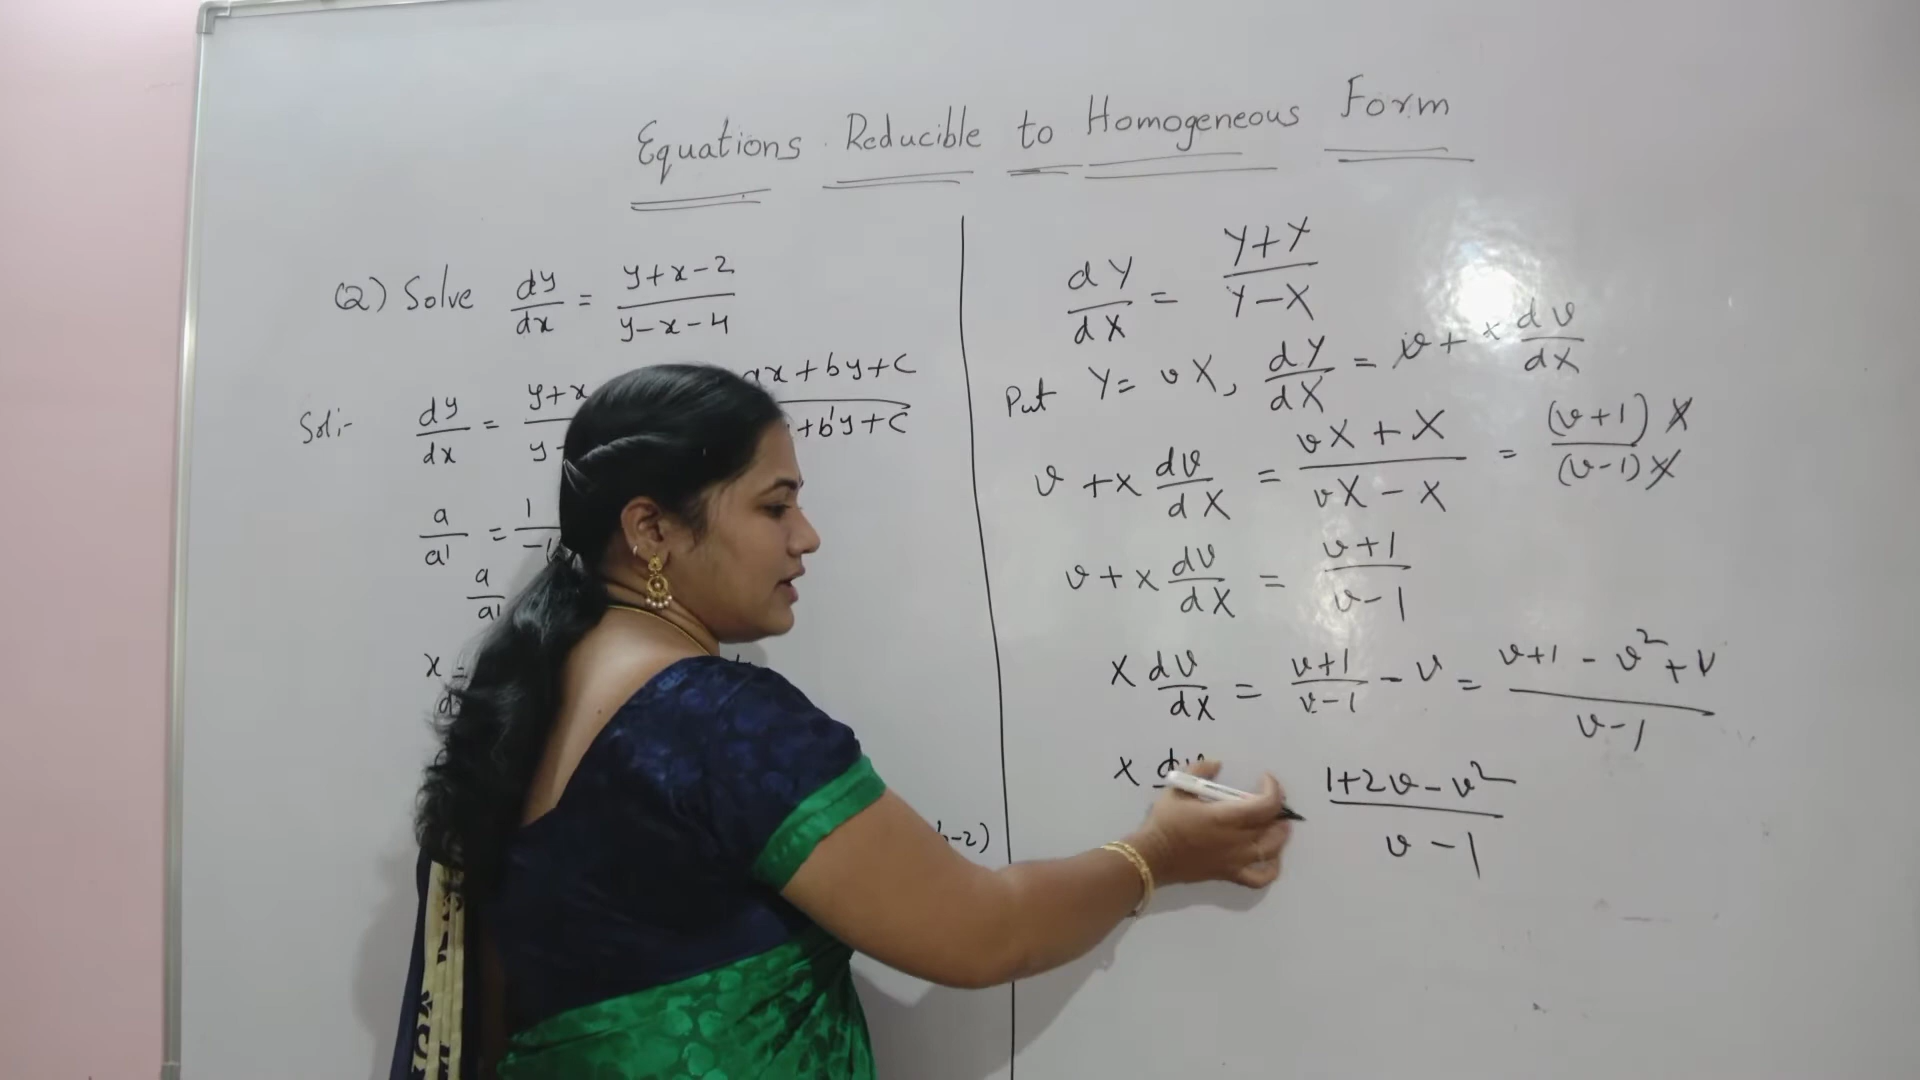 Equations Reducible to Homogeneous Form
Q) Solve dy/dx = y+x-2 / y-x-4
Sol:- dy/dx = y+x
ax+by+c
+b'y+c
a/a' = 1/-1
a/a'
x =
-2)
dY/dX = Y+X / Y-X
Put Y = vX, dY/dX = v + x dv/dX
v + x dv/dX = vX + X / vX - X = (v+1) X / (v-1) X
v + x dv/dX = v+1 / v-1
X dv/dX = v+1 / v-1 - v = v+1 - v² + v / v-1
X dv
1+2v-v² / v-1